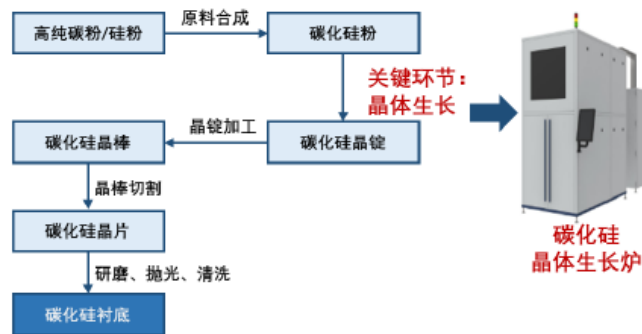 高纯碳粉/硅粉
原料合成
碳化硅粉
关键环节：
晶体生长
碳化硅晶锭
晶锭加工
碳化硅晶棒
晶棒切割
碳化硅晶片
研磨、抛光、清洗
碳化硅衬底
碳化硅
晶体生长炉